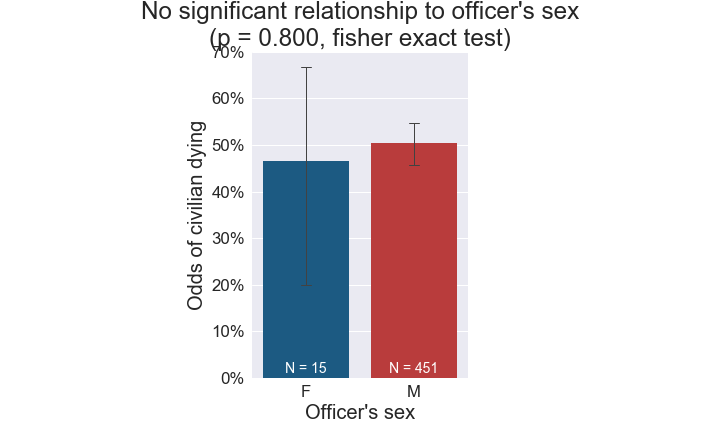 No significant relationship to officer's sex
(p = 0.800, fisher exact test)
70%
60%
50%
40%
30%
20%
10%
0%
Odds of civilian dying
N = 15
N = 451
F
M
Officer's sex